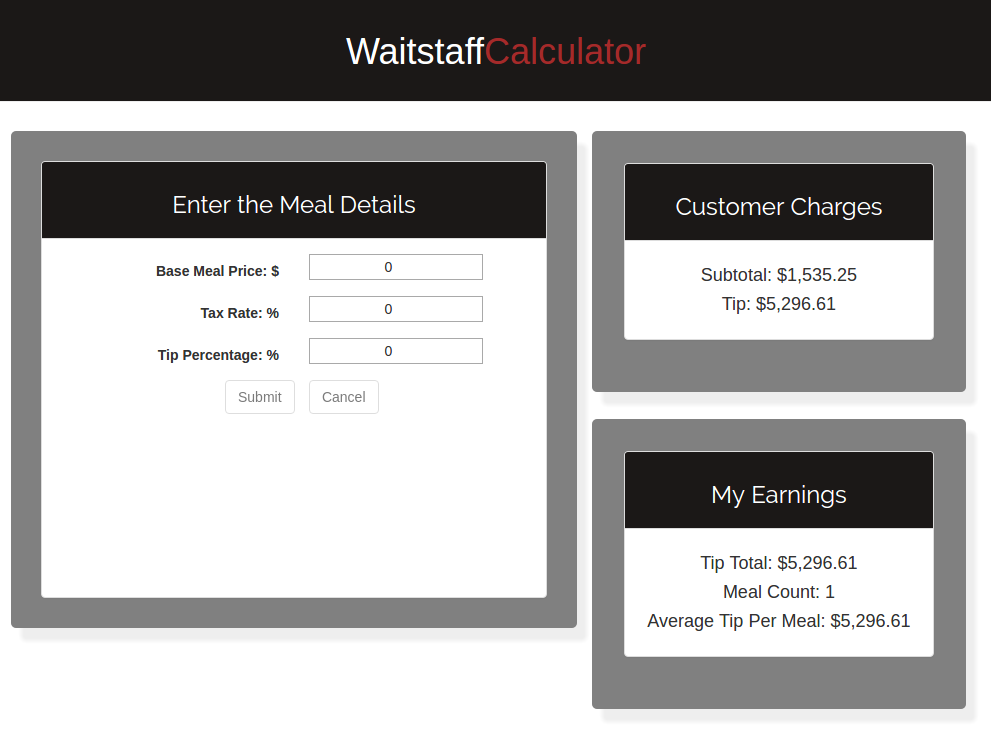 WaitstaffCalculator
Enter the Meal Details
Base Meal Price: $ 0
Tax Rate: % 0
Tip Percentage: % 0
Submit Cancel
Customer Charges
Subtotal: $1,535.25
Tip: $5,296.61
My Earnings
Tip Total: $5,296.61
Meal Count: 1
Average Tip Per Meal: $5,296.61